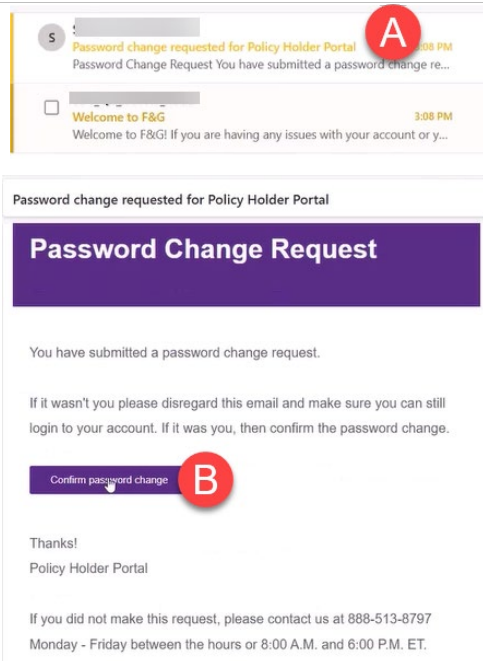 S
A
Password change requested for Policy Holder Portal
:08 PM
Password Change Request You have submitted a password change re...
Welcome to F&G
3:08 PM
Welcome to F&G! If you are having any issues with your account or y...
Password change requested for Policy Holder Portal
Password Change Request
You have submitted a password change request.
If it wasn't you please disregard this email and make sure you can still
login to your account. If it was you, then confirm the password change.
Confirm password change
B
Thanks!
Policy Holder Portal
If you did not make this request, please contact us at 888-513-8797
Monday - Friday between the hours or 8:00 A.M. and 6:00 P.M. ET.